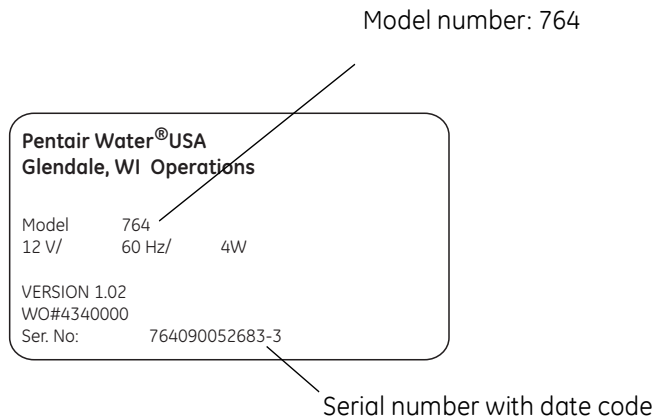 Model number: 764
Pentair Water®USA
Glendale, WI Operations
Model 764
12 V/ 60 Hz/ 4W
VERSION 1.02
WO#4340000
Ser. No: 764090052683-3
Serial number with date code